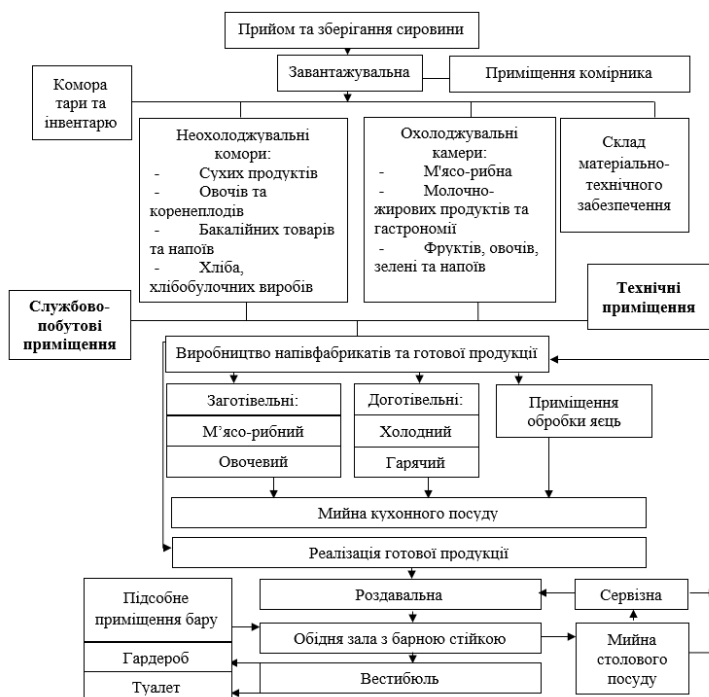 Прийом та зберігання сировини
Завантажувальна
Приміщення комірника
Комора
тари та
інвентарю
Неохолоджувальні
комори:
- Сухих продуктів
- Овочів та
коренеплодів
- Бакалійних товарів
та напоїв
- Хліба,
хлібобулочних виробів
Охолоджувальні
камери:
- М'ясо-рибна
- Молочно-
жирових продуктів та
гастрономії
- Фруктів, овочів,
зелені та напоїв
Склад
матеріально-
технічного
забезпечення
Службово-
побутові
приміщення
Технічні
приміщення
Виробництво напівфабрикатів та готової продукції
Заготівельні:
М’ясо-рибний
Овочевий
Доготівельні:
Холодний
Гарячий
Приміщення
обробки яєць
Мийна кухонного посуду
Реалізація готової продукції
Підсобне
приміщення бару
Гардероб
Туалет
Роздавальна
Обідня зала з барною стійкою
Вестибюль
Сервізна
Мийна
столового
посуду